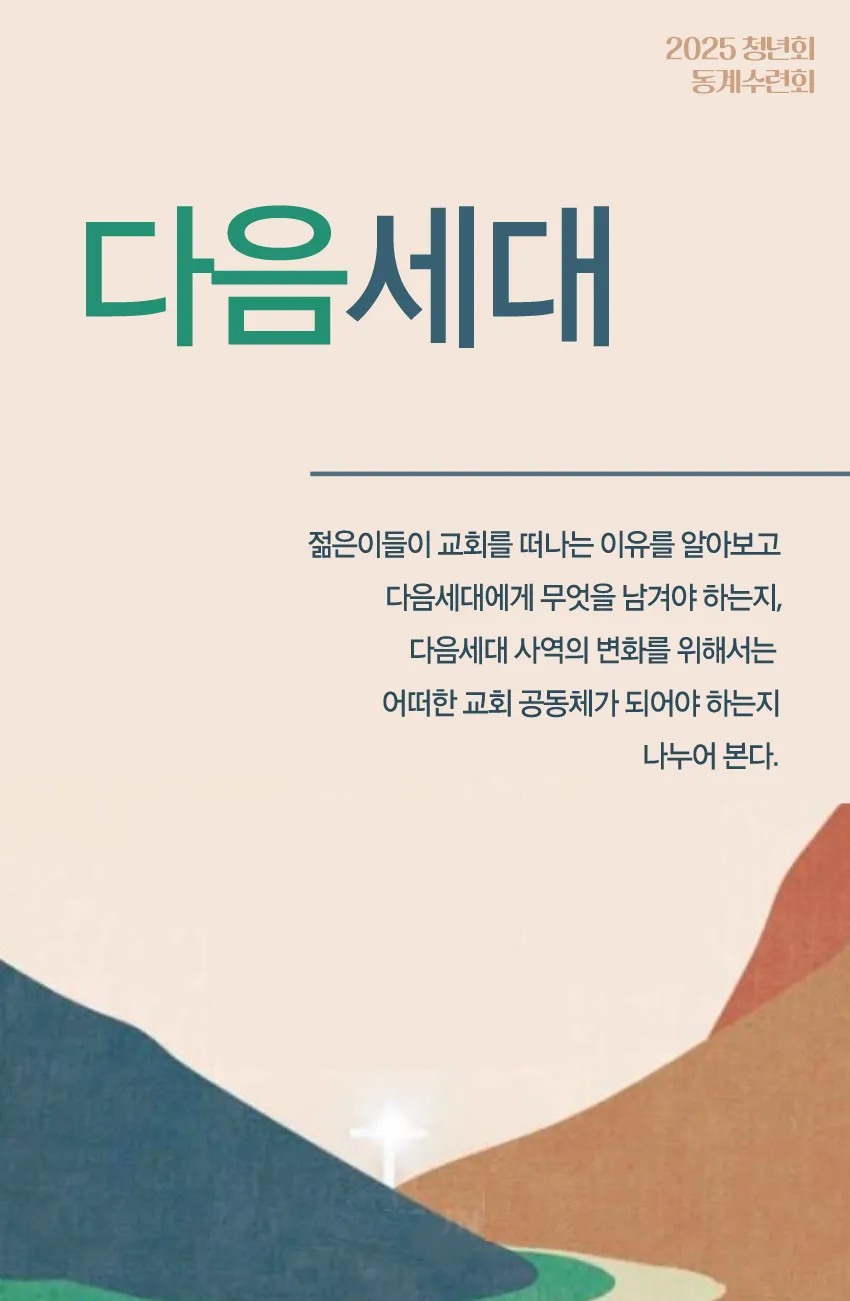 2025 청년회
동계수련회
다음세대
젊은이들이 교회를 떠나는 이유를 알아보고
다음세대에게 무엇을 남겨야 하는지,
다음세대 사역의 변화를 위해서는
어떠한 교회 공동체가 되어야 하는지
나누어 본다.